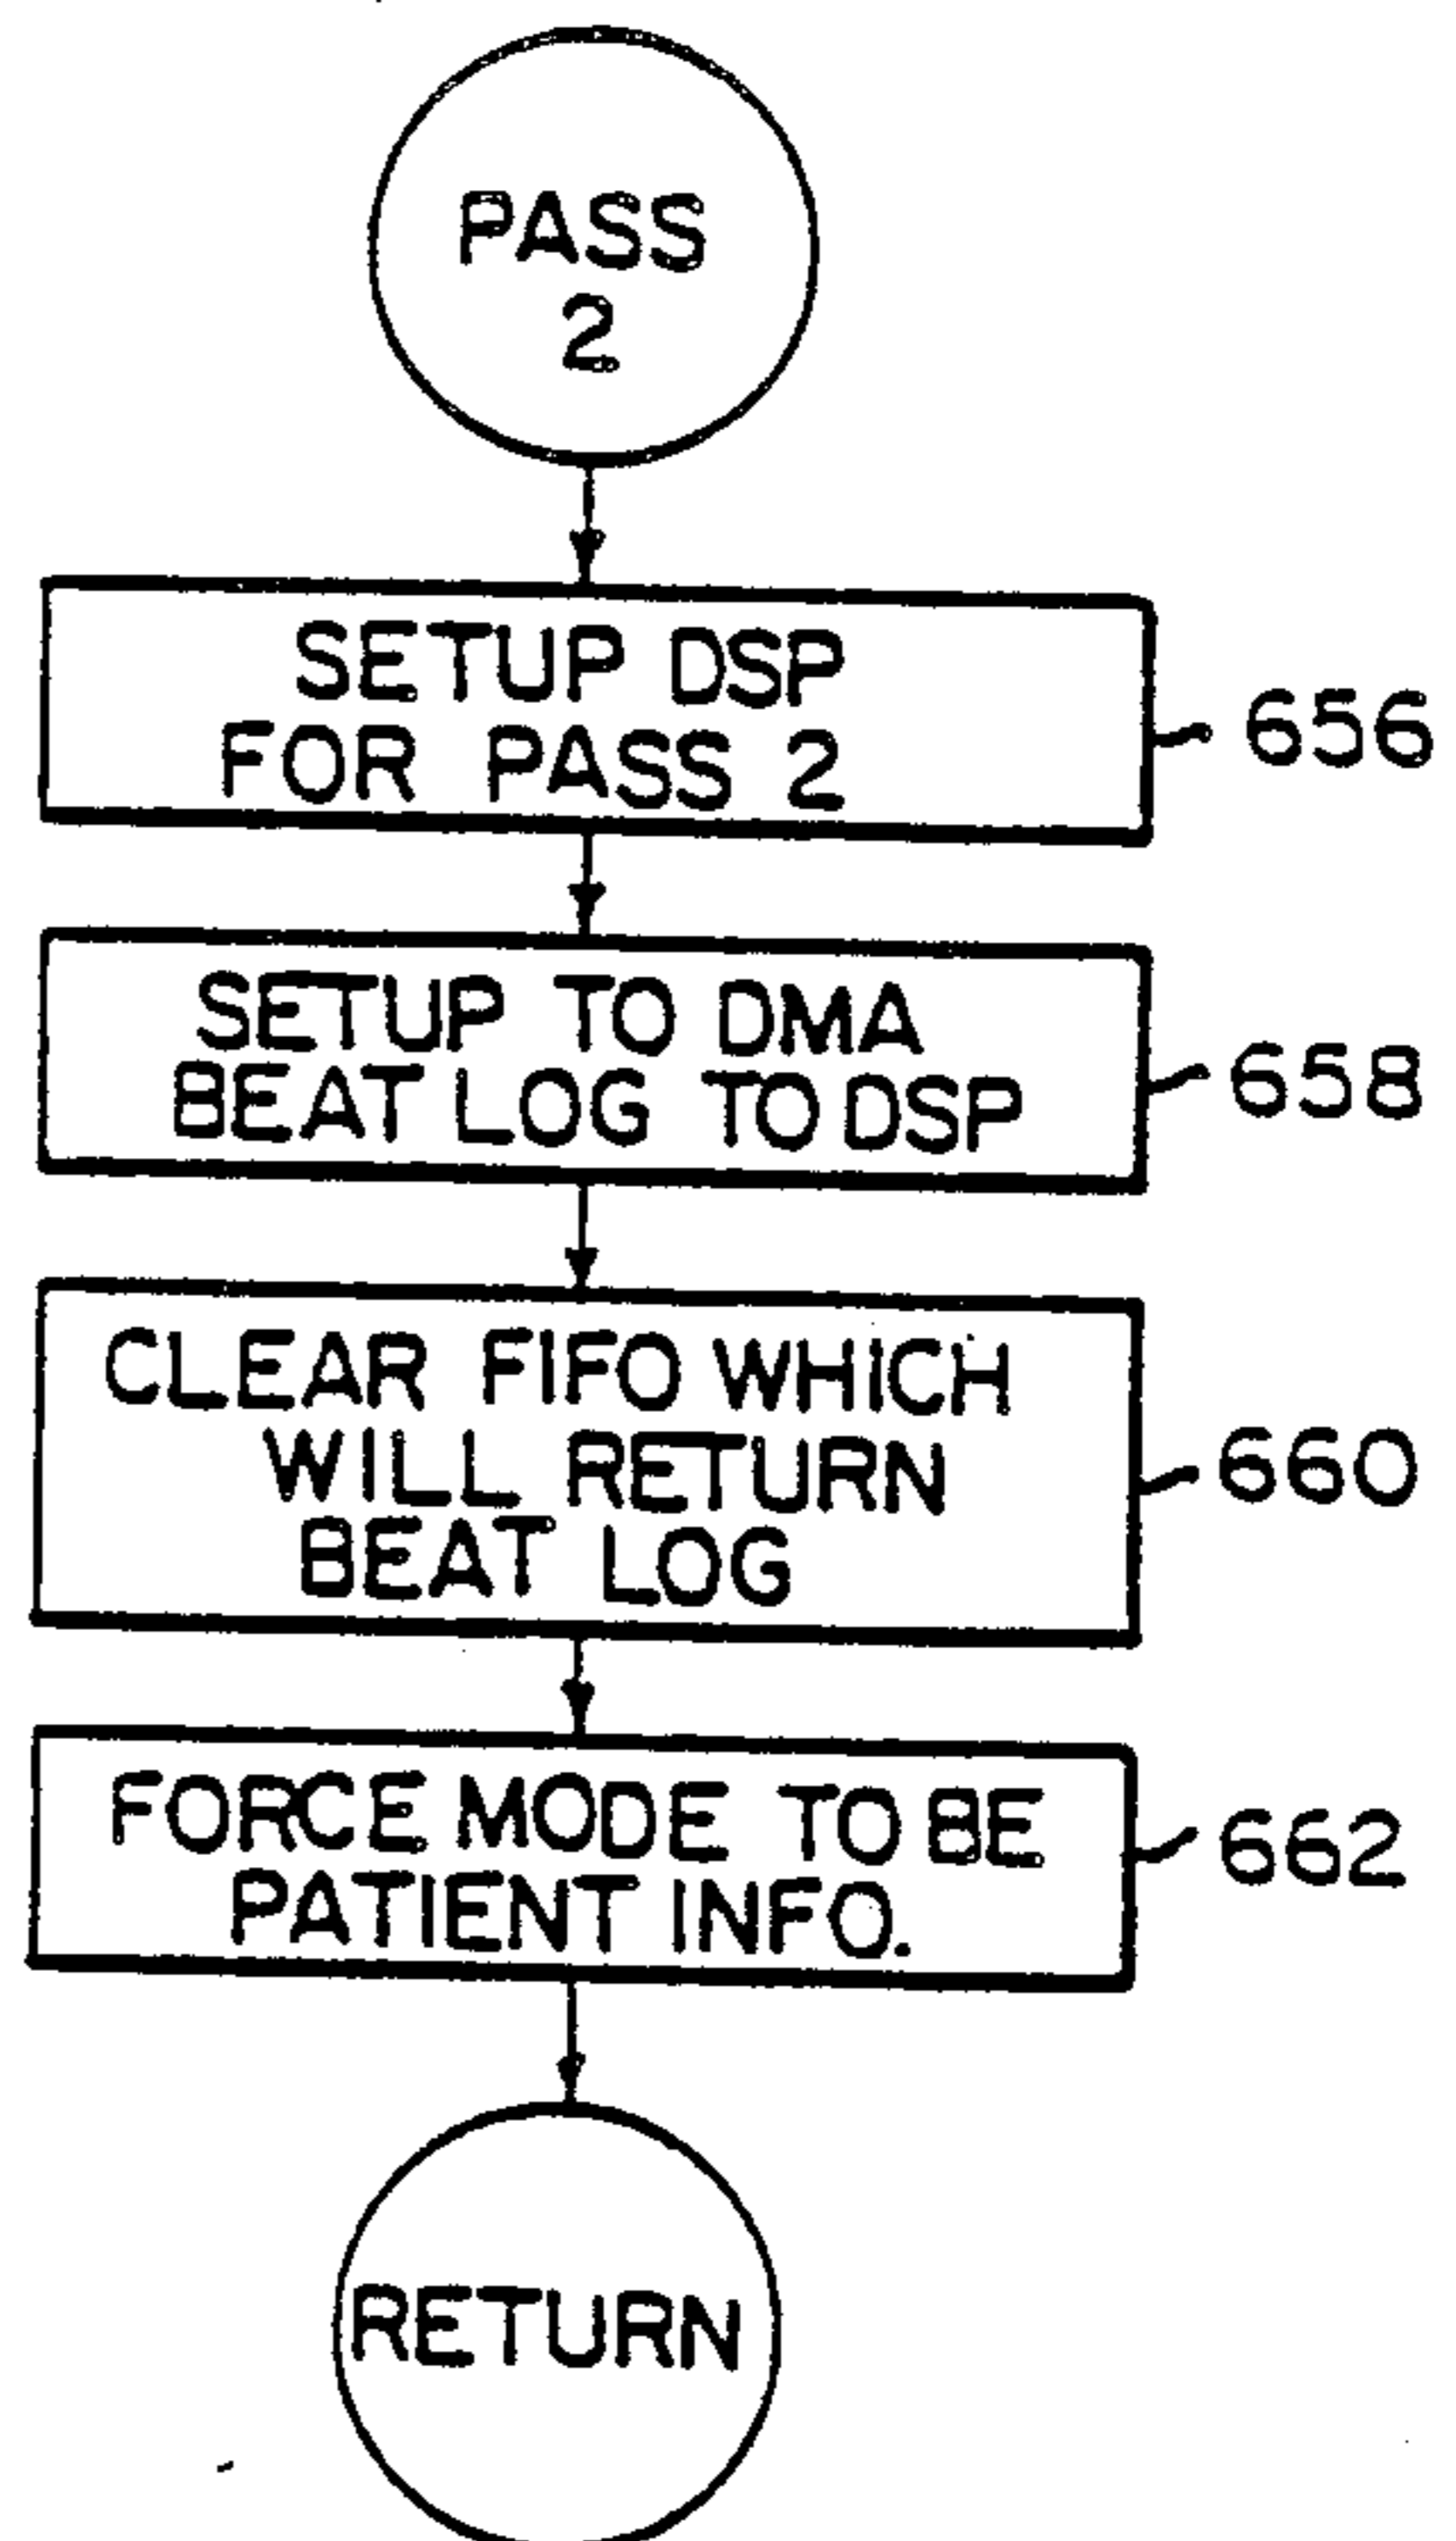 PASS
2
SETUP DSP
FOR PASS 2
656
SETUP TO DMA
BEAT LOG TO DSP
658
CLEAR FIFO WHICH
WILL RETURN
BEAT LOG
660
FORCE MODE TO BE
PATIENT INFO.
662
RETURN